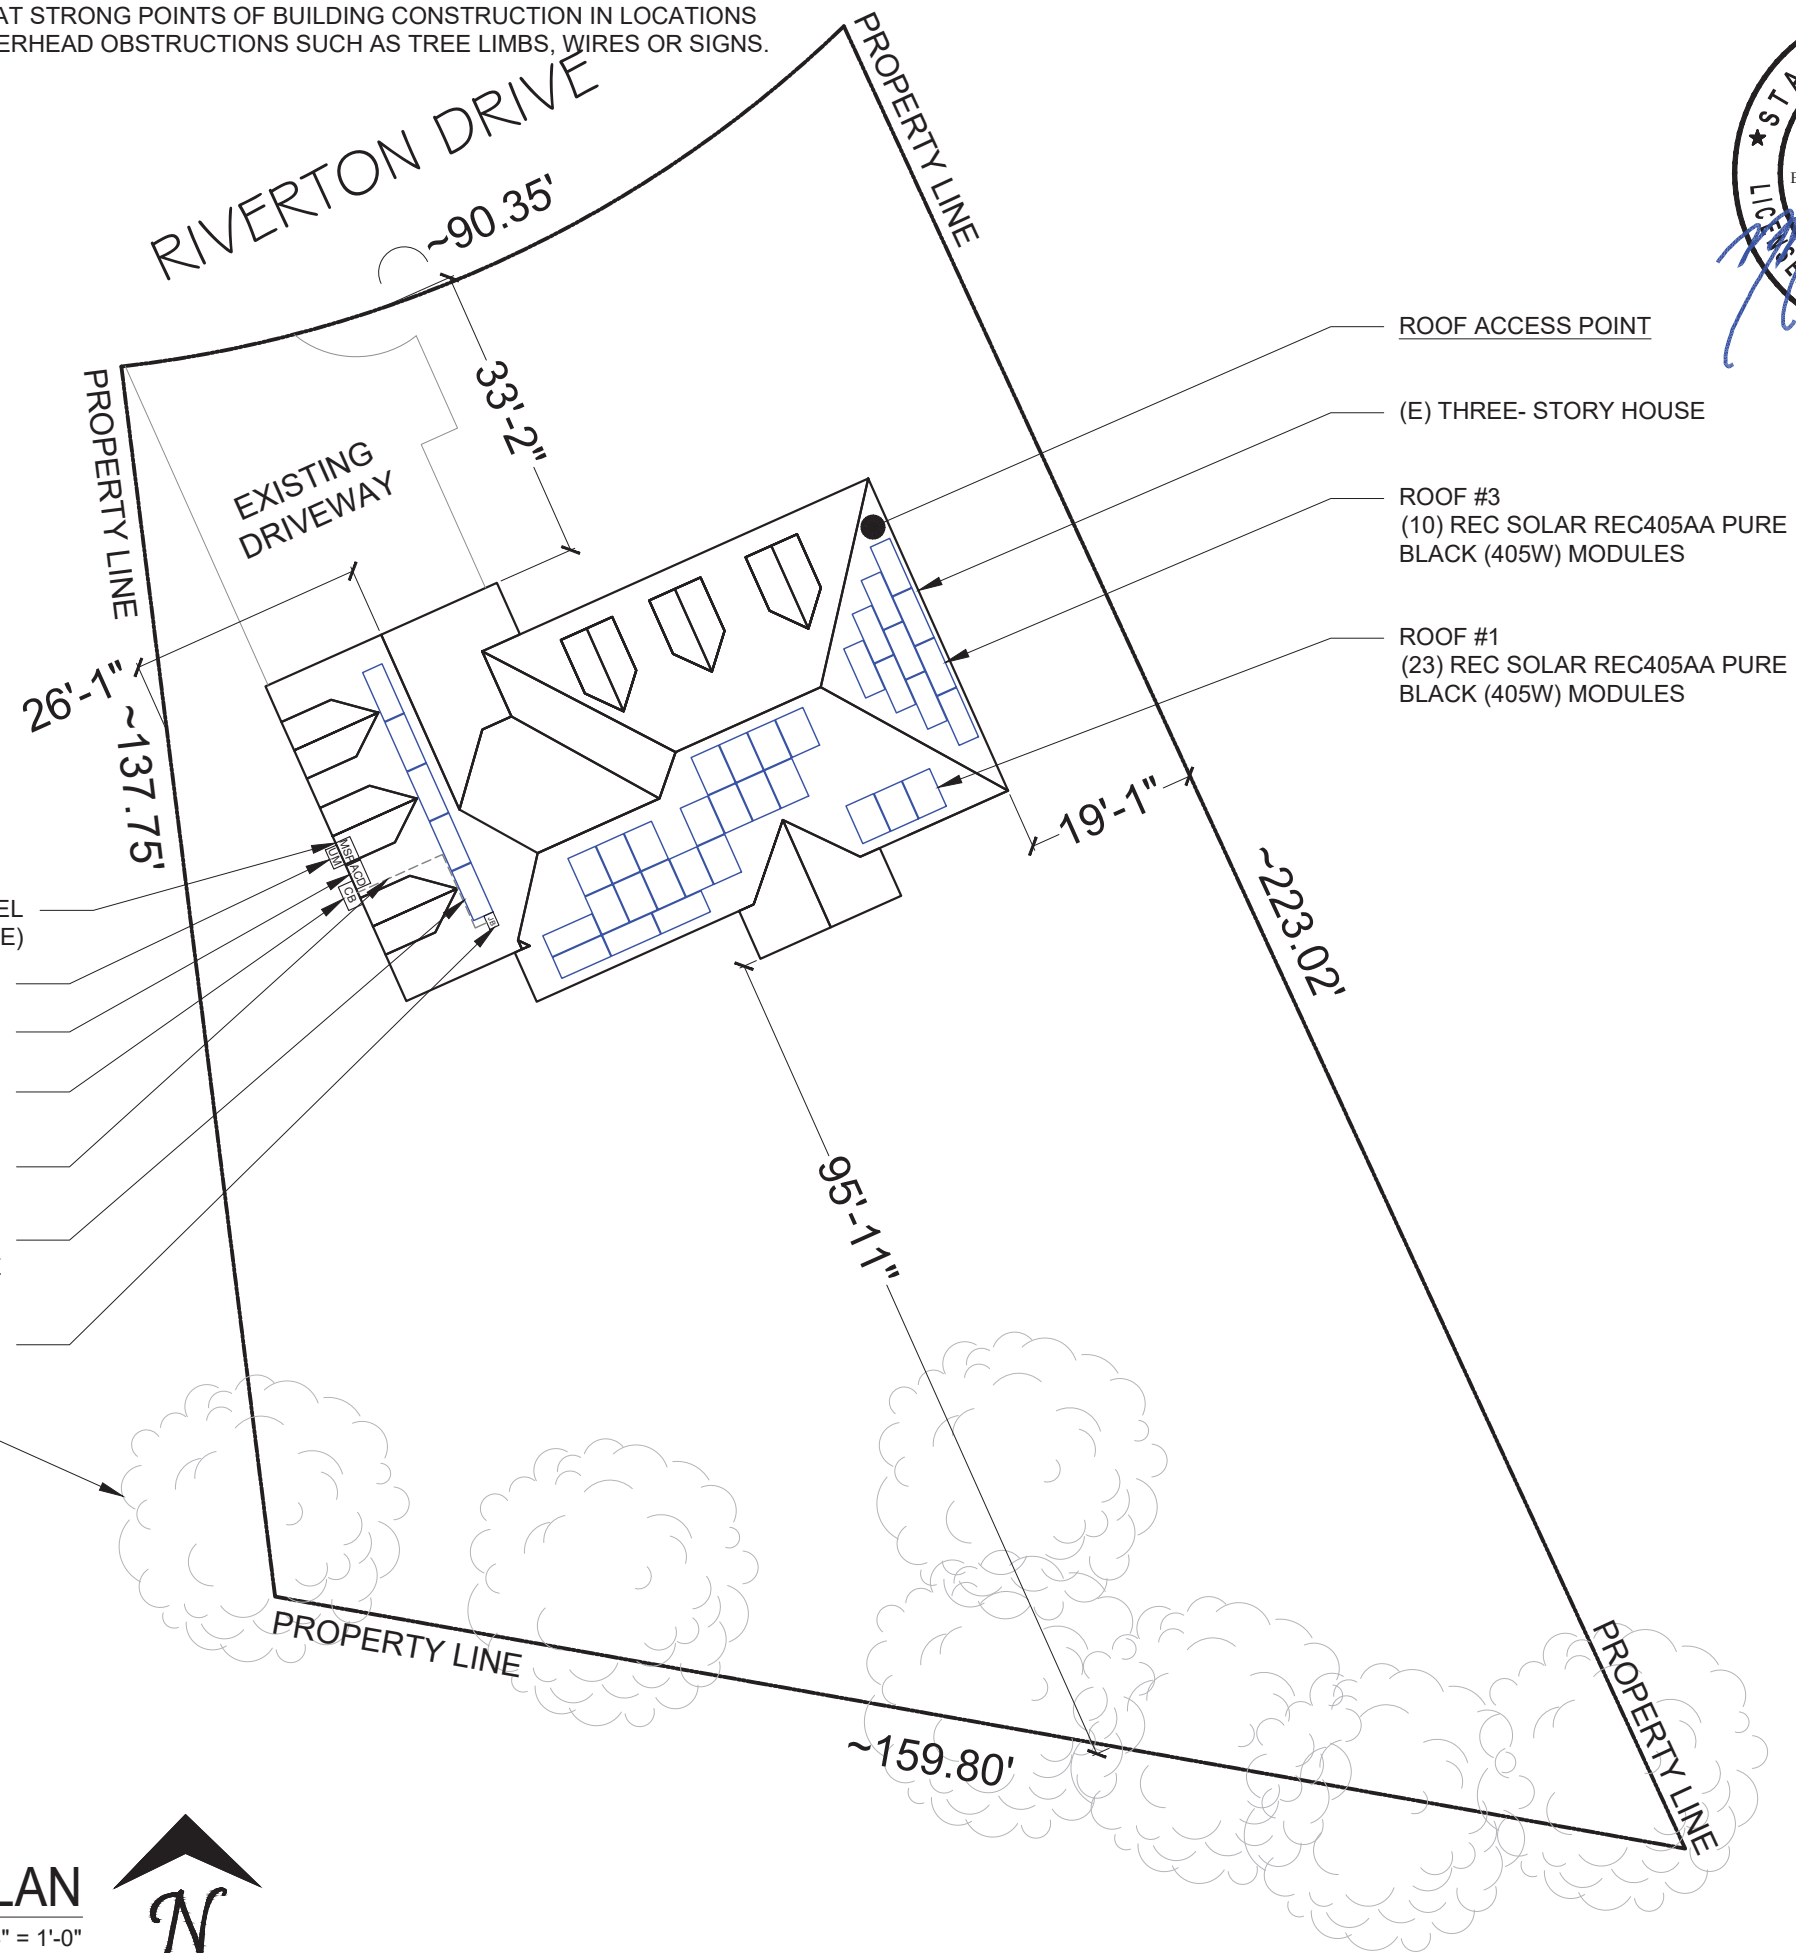 AT STRONG POINTS OF BUILDING CONSTRUCTION IN LOCATIONS
ERHEAD OBSTRUCTIONS SUCH AS TREE LIMBS, WIRES OR SIGNS.
RIVERTON DRIVE
~90.35'
PROPERTY LINE
★ STA
LICENSE
ROOF ACCESS POINT
(E) THREE- STORY HOUSE
ROOF #3
(10) REC SOLAR REC405AA PURE
BLACK (405W) MODULES
ROOF #1
(23) REC SOLAR REC405AA PURE
BLACK (405W) MODULES
33'-2"
PROPERTY LINE
EXISTING
DRIVEWAY
26'-1"
~137.75'
19'-1"
~223.02'
MSP
UM
ACD
CB
JB
EL
E)
95'-11"
PROPERTY LINE
~159.80'
PROPERTY LINE
LAN
" = 1'-0"
N